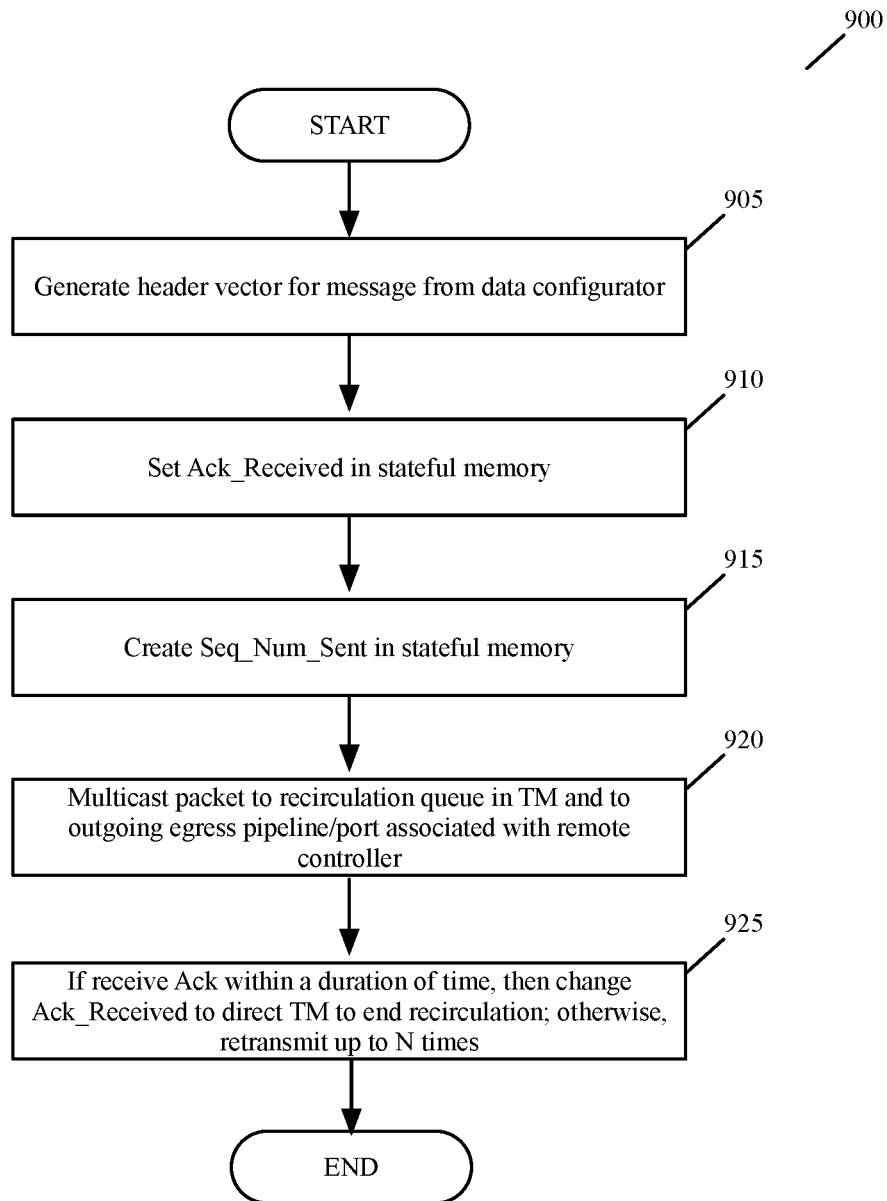 900
START
905
Generate header vector for message from data configurator
910
Set Ack_Received in stateful memory
915
Create Seq_Num_Sent in stateful memory
920
Multicast packet to recirculation queue in TM and to
outgoing egress pipeline/port associated with remote
controller
925
If receive Ack within a duration of time, then change
Ack_Received to direct TM to end recirculation; otherwise,
retransmit up to N times
END